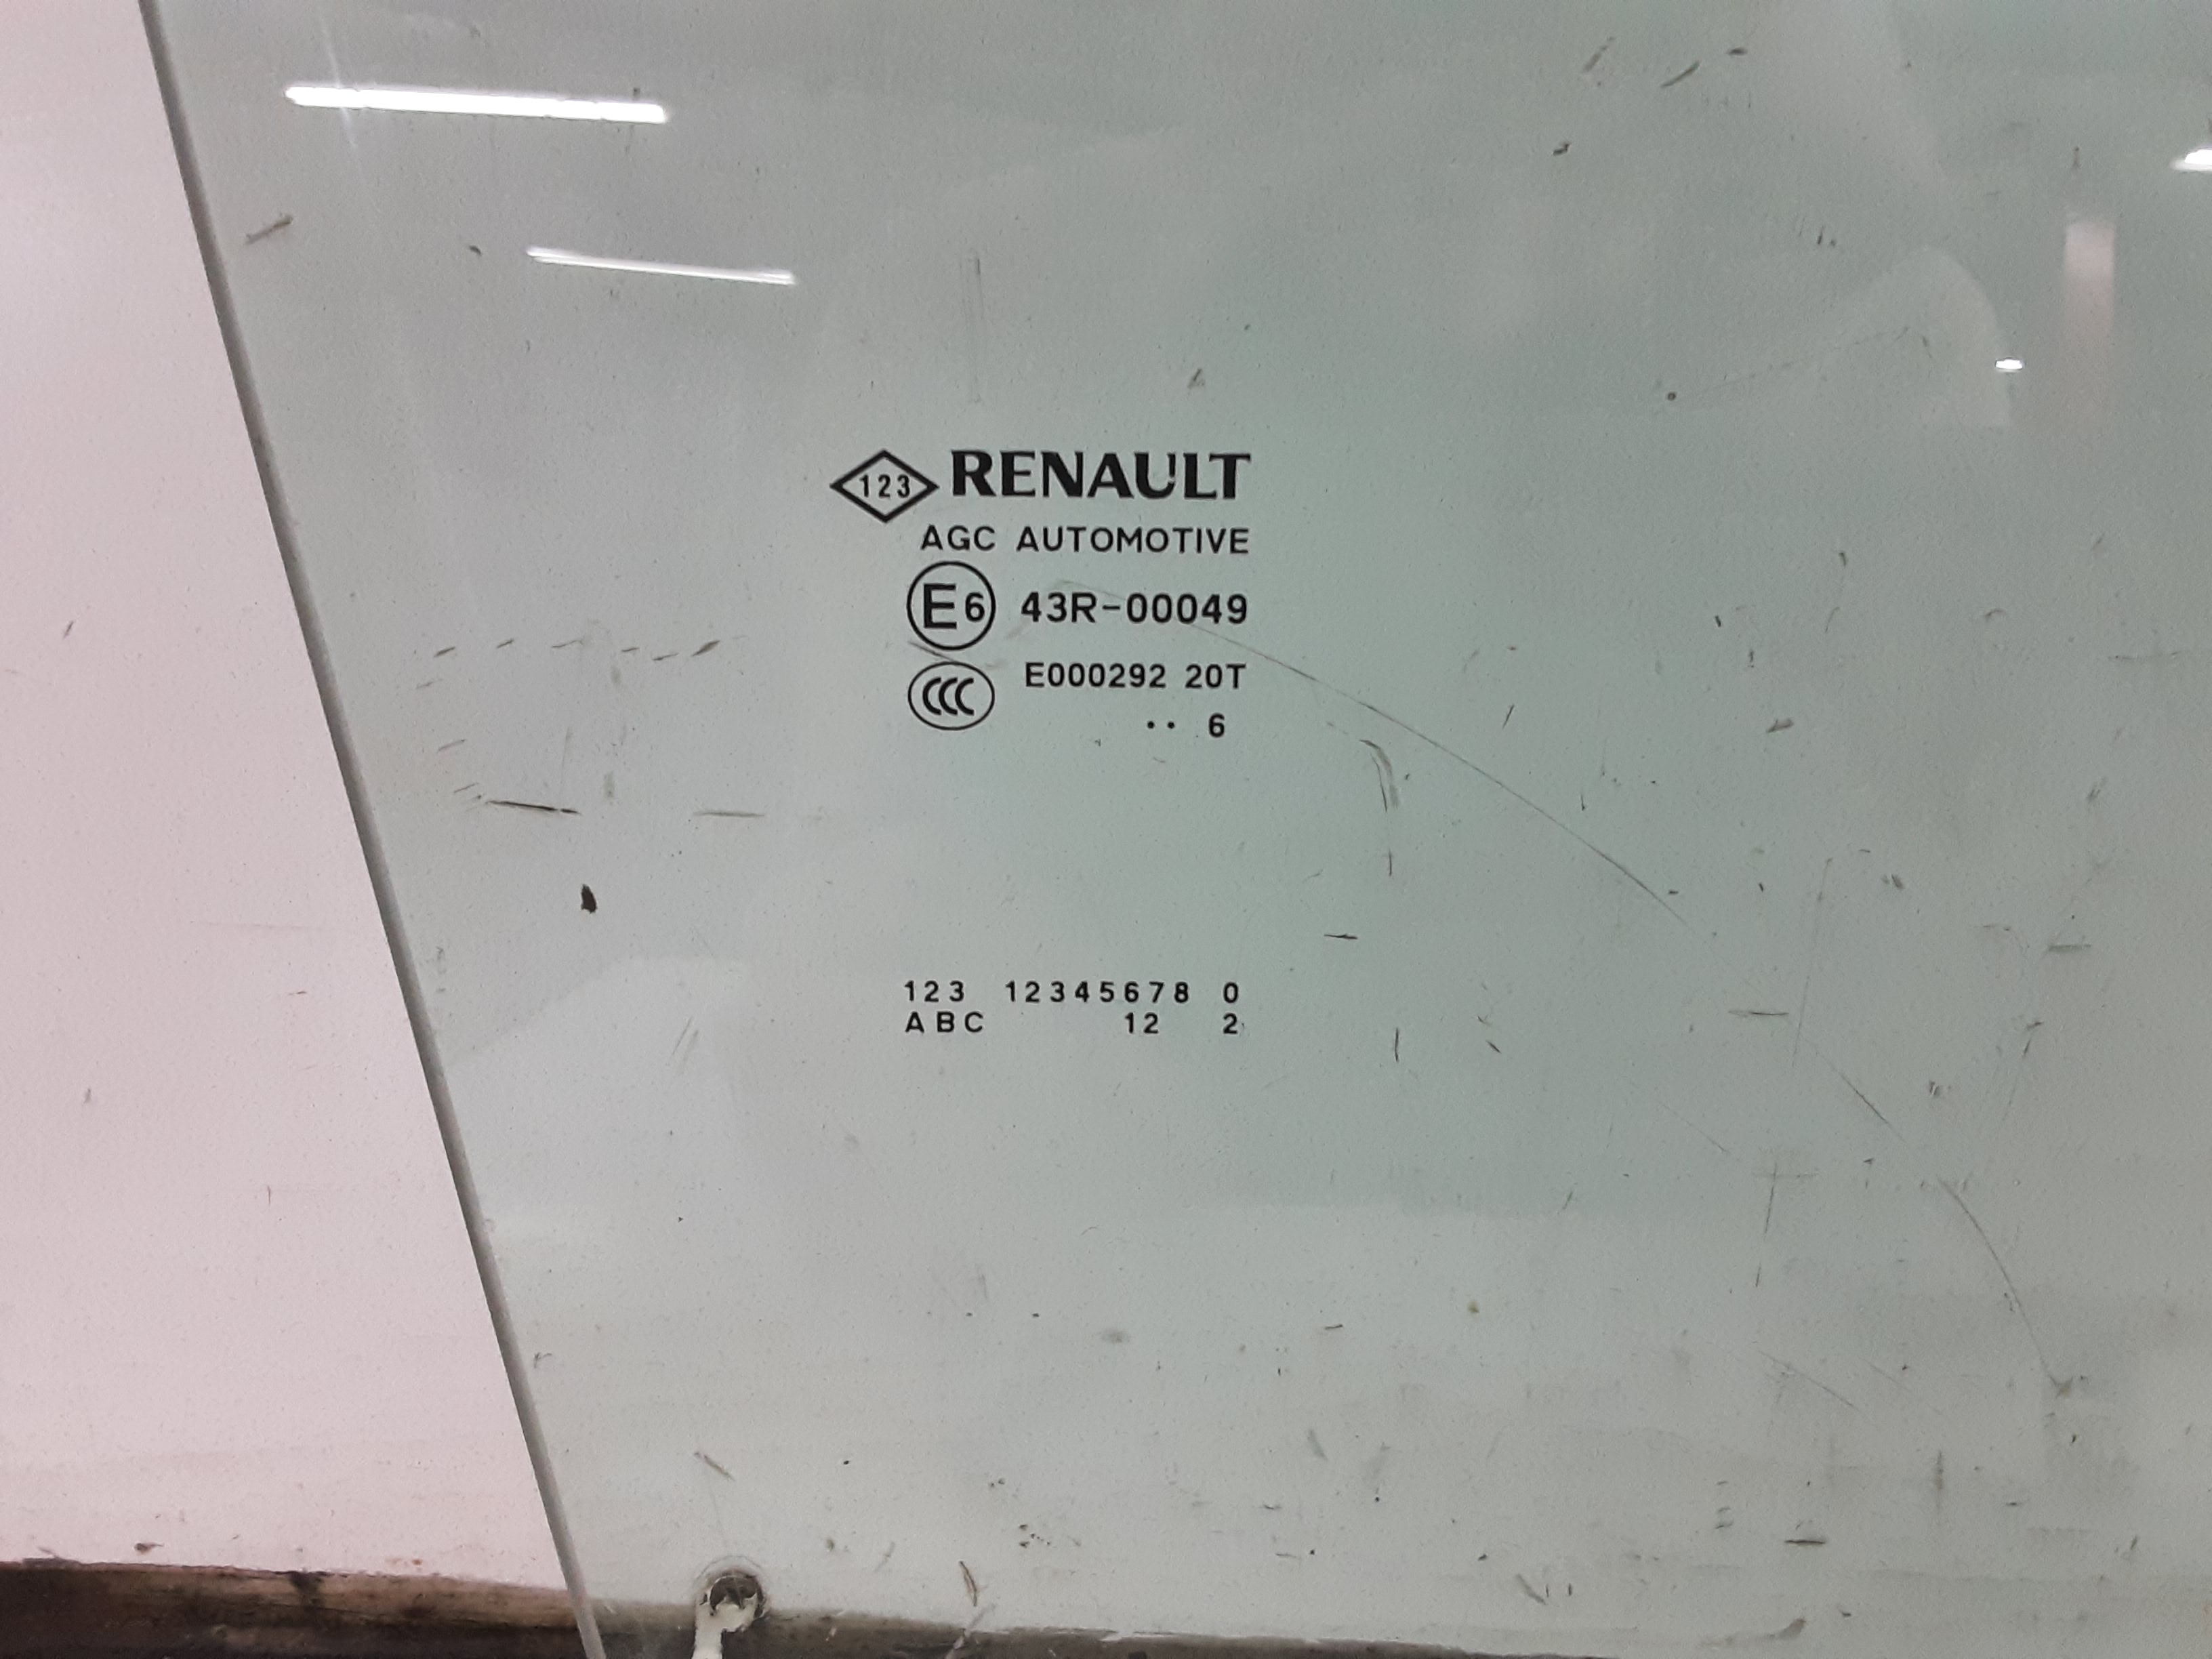 123 RENAULT
AGC AUTOMOTIVE
E6 43R-00049
CCC E000292 20T
·· 6
123 12345678 0
ABC 12 2